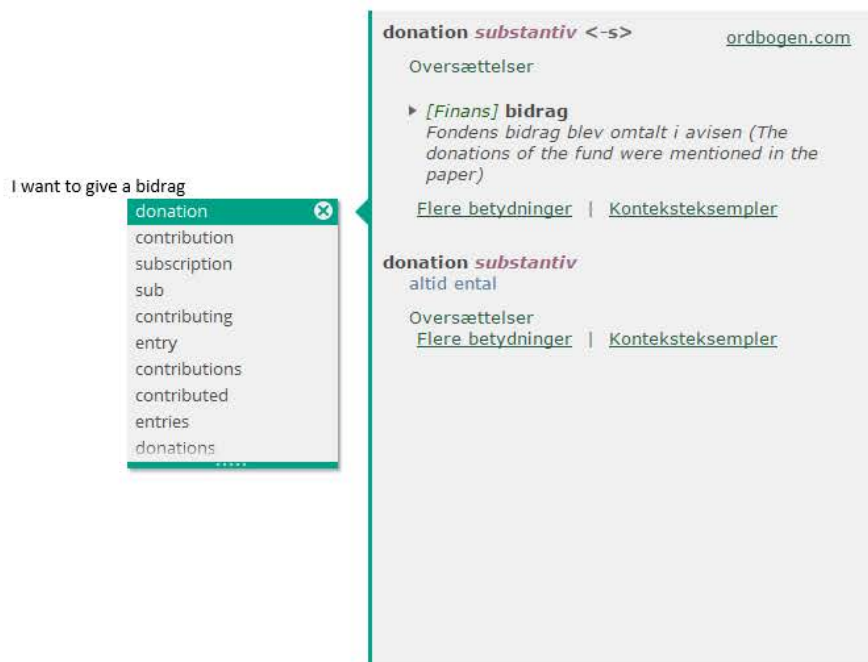 I want to give a bidrag
donation
contribution
subscription
sub
contributing
entry
contributions
contributed
entries
donations
donation substantiv <-s>
ordbogen.com
Oversættelser
[Finans] bidrag
Fondens bidrag blev omtalt i avisen (The
donations of the fund were mentioned in the
paper)
Flere betydninger | Konteksteksempler
donation substantiv
altid ental
Oversættelser
Flere betydninger | Konteksteksempler